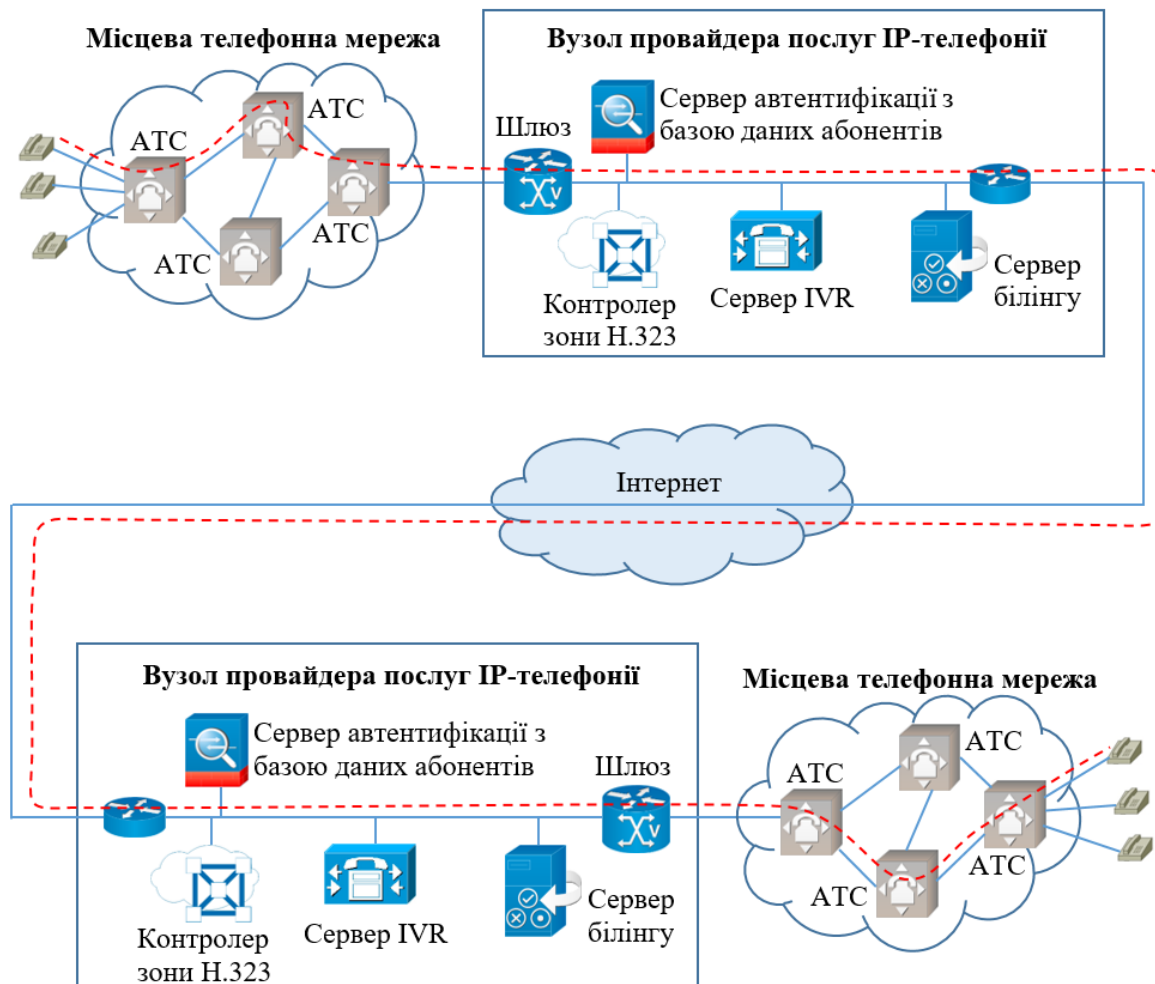 Місцева телефонна мережа
Вузол провайдера послуг IP-телефонії
АТС
АТС
АТС
АТС
Шлюз
Сервер автентифікації з
базою даних абонентів
Контролер
зони H.323
Сервер IVR
Сервер
білінгу
Інтернет
Вузол провайдера послуг IP-телефонії
Місцева телефонна мережа
Сервер автентифікації з
базою даних абонентів
Шлюз
V
Контролер
зони H.323
Сервер IVR
Сервер
білінгу
АТС
АТС
АТС
АТС
V